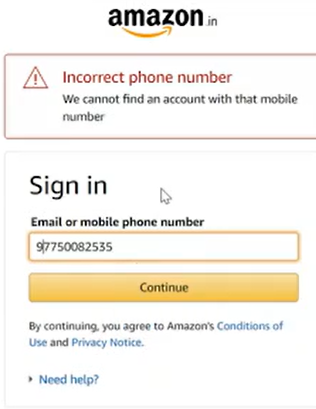 amazon.in
Incorrect phone number
We cannot find an account with that mobile
number
Sign in
Email or mobile phone number
97750082535
Continue
By continuing, you agree to Amazon's Conditions of
Use and Privacy Notice.
Need help?